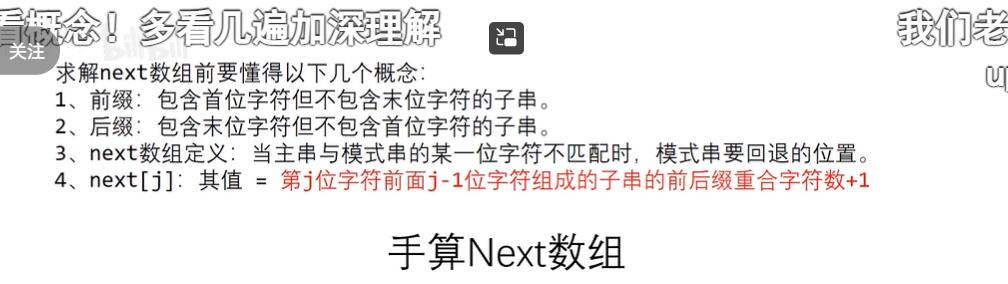 看概念！多看几遍加深理解
我们老
关注
up
求解next数组前要懂得以下几个概念：
1、前缀：包含首位字符但不包含末位字符的子串。
2、后缀：包含末位字符但不包含首位字符的子串。
3、next数组定义：当主串与模式串的某一位字符不匹配时，模式串要回退的位置。
4、next[j]：其值 = 第j位字符前面j-1位字符组成的子串的前后缀重合字符数+1
手算Next数组